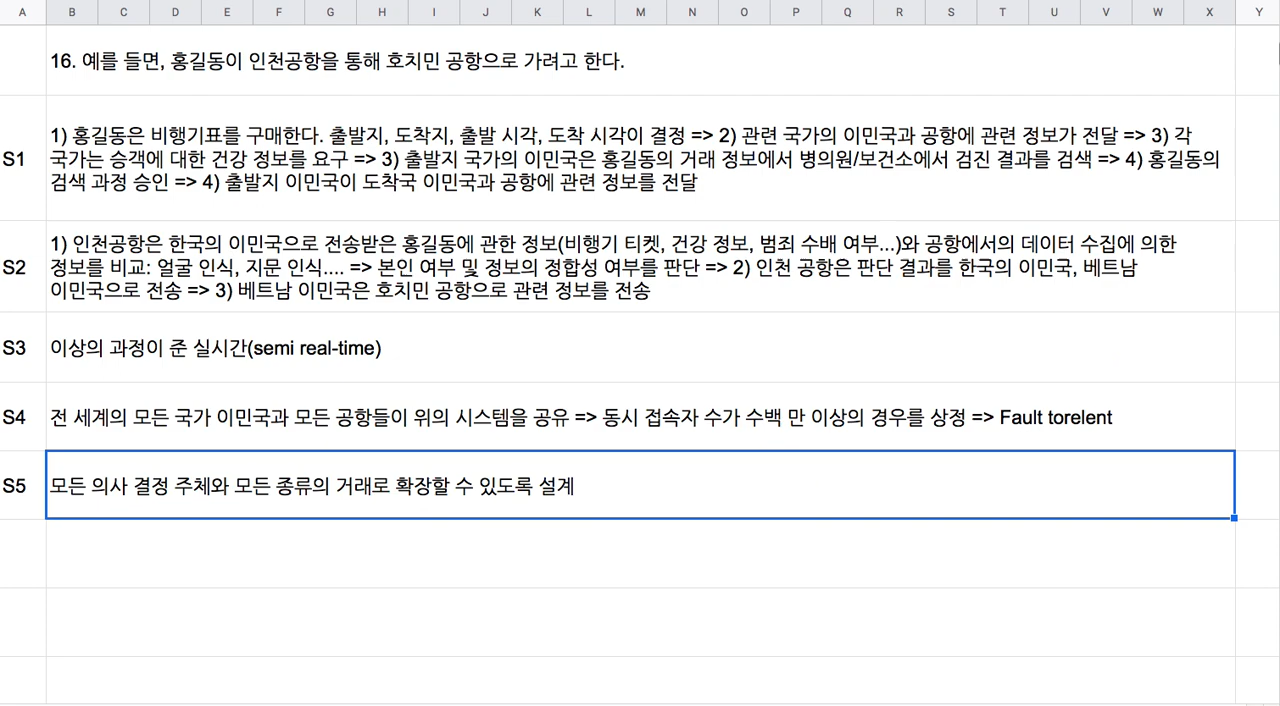 A B C D E F G H I J K L M N O P Q R S T U V W X Y
16. 예를 들면, 홍길동이 인천공항을 통해 호치민 공항으로 가려고 한다.
1) 홍길동은 비행기표를 구매한다. 출발지, 도착지, 출발 시각, 도착 시각이 결정 => 2) 관련 국가의 이민국과 공항에 관련 정보가 전달 => 3) 각
S1 국가는 승객에 대한 건강 정보를 요구 => 3) 출발지 국가의 이민국은 홍길동의 거래 정보에서 병의원/보건소에서 검진 결과를 검색 => 4) 홍길동의
검색 과정 승인 => 4) 출발지 이민국이 도착국 이민국과 공항에 관련 정보를 전달
1) 인천공항은 한국의 이민국으로 전송받은 홍길동에 관한 정보(비행기 티켓, 건강 정보, 범죄 수배 여부...)와 공항에서의 데이터 수집에 의한
S2 정보를 비교: 얼굴 인식, 지문 인식.... => 본인 여부 및 정보의 정합성 여부를 판단 => 2) 인천 공항은 판단 결과를 한국의 이민국, 베트남
이민국으로 전송 => 3) 베트남 이민국은 호치민 공항으로 관련 정보를 전송
S3 이상의 과정이 준 실시간(semi real-time)
S4 전 세계의 모든 국가 이민국과 모든 공항들이 위의 시스템을 공유 => 동시 접속자 수가 수백 만 이상의 경우를 상정 => Fault torelent
S5 모든 의사 결정 주체와 모든 종류의 거래로 확장할 수 있도록 설계